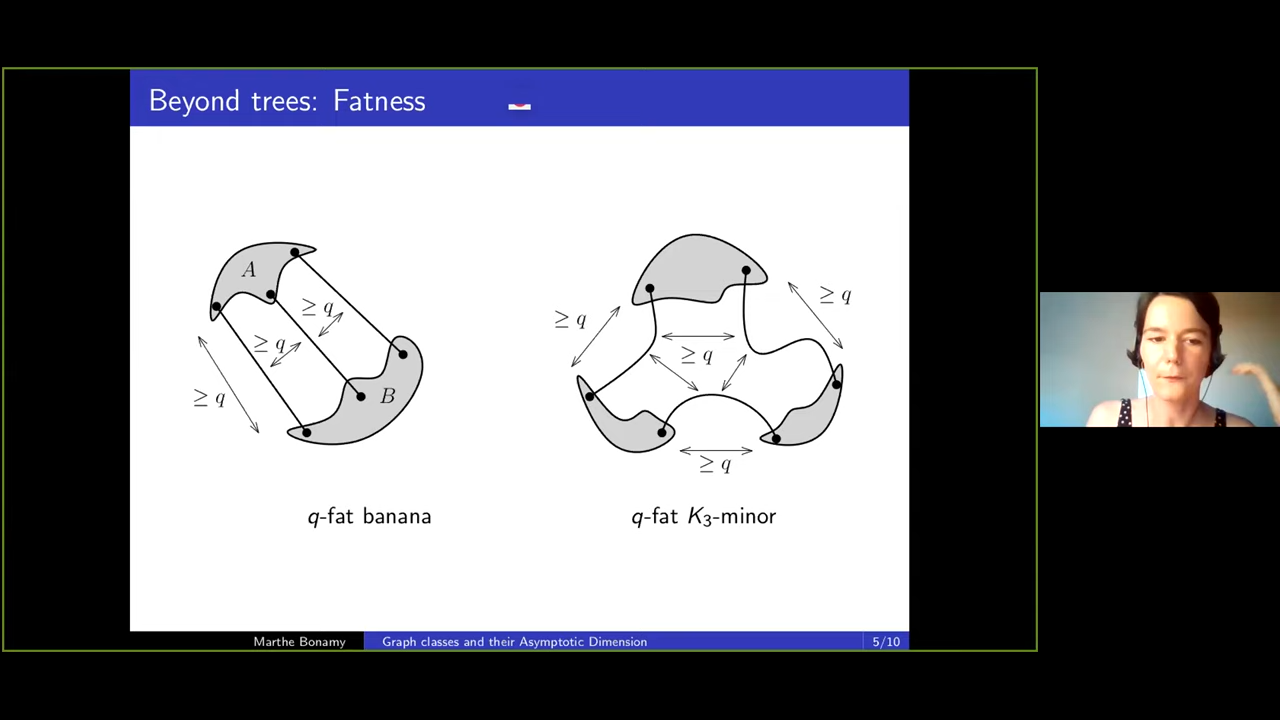 Beyond trees: Fatness
A
≥ q
≥ q
≥ q
B
≥ q
≥ q
≥ q
≥ q
q-fat banana
q-fat K₃-minor
Marthe Bonamy
Graph classes and their Asymptotic Dimension
5/10